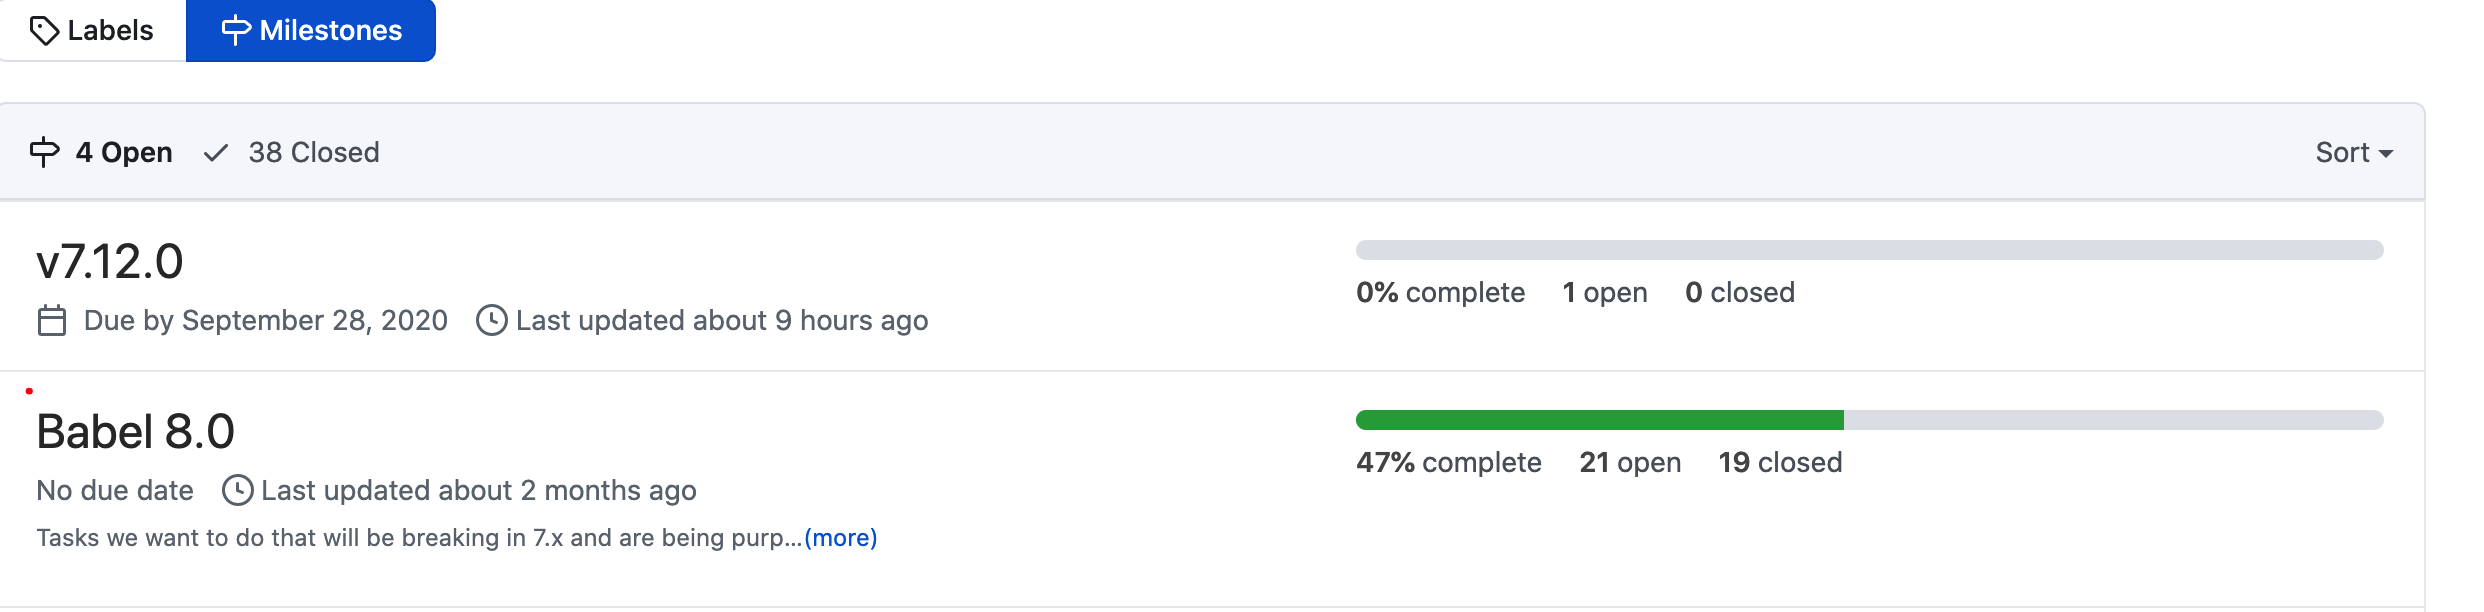 Labels Milestones
4 Open 38 Closed Sort
v7.12.0
0% complete 1 open 0 closed
Due by September 28, 2020 Last updated about 9 hours ago
Babel 8.0
47% complete 21 open 19 closed
No due date Last updated about 2 months ago
Tasks we want to do that will be breaking in 7.x and are being purp...(more)